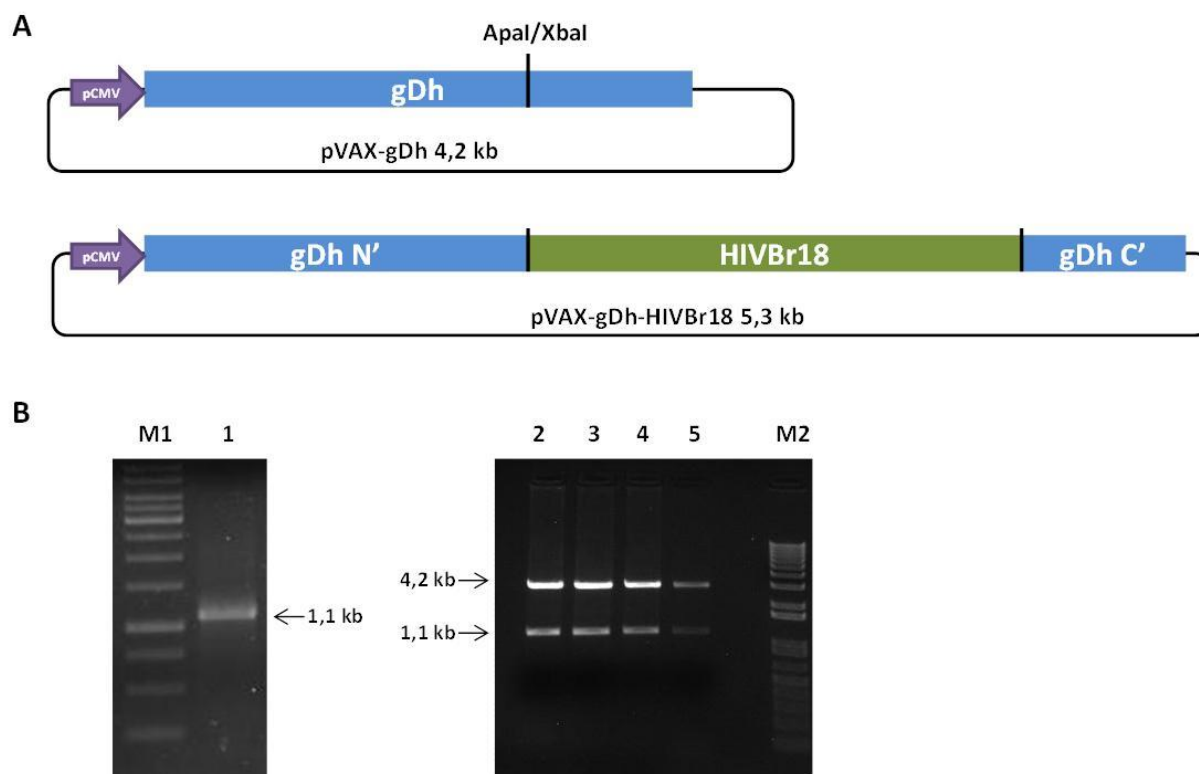 A
ApaI/XbaI
pCMV
gDh
pVAX-gDh 4,2 kb
pCMV
gDh N’
HIVBr18
gDh C’
pVAX-gDh-HIVBr18 5,3 kb
B
M1 1 2 3 4 5 M2
4,2 kb
1,1 kb
1,1 kb